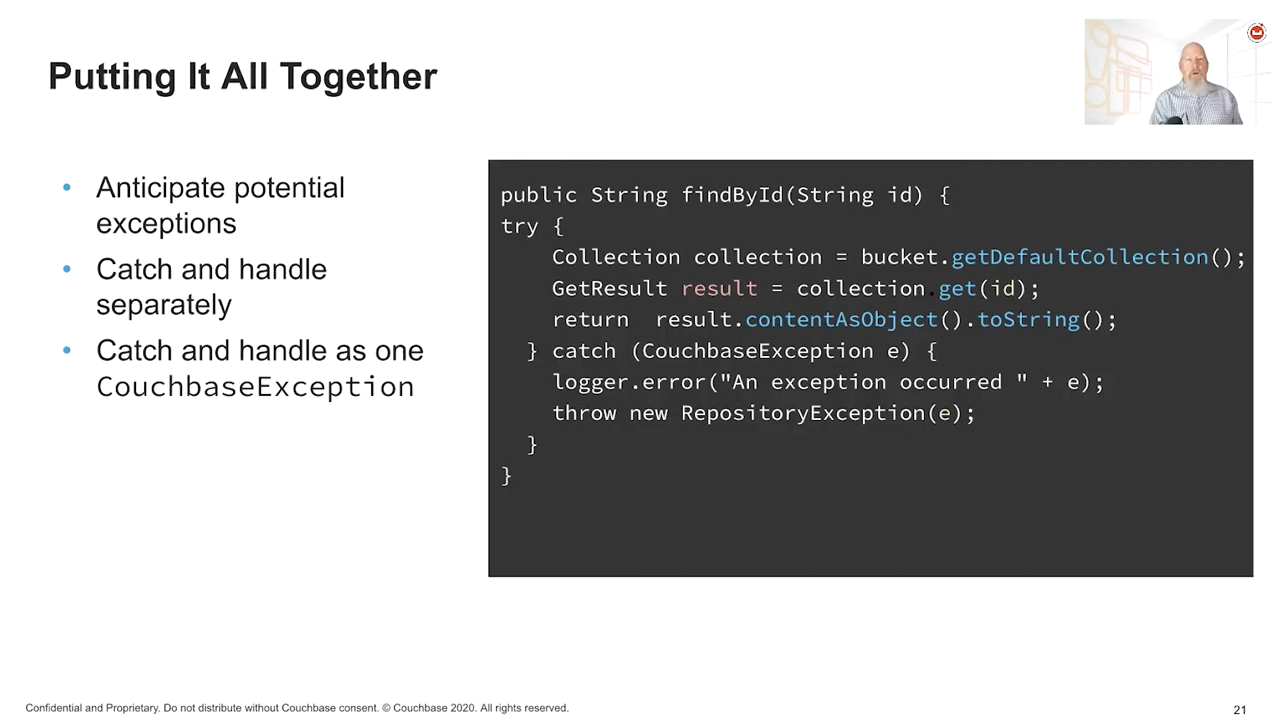 Putting It All Together
• Anticipate potential
exceptions
• Catch and handle
separately
• Catch and handle as one
CouchbaseException
public String findById(String id) {
try {
    Collection collection = bucket.getDefaultCollection();
    GetResult result = collection.get(id);
    return  result.contentAsObject().toString();
  } catch (CouchbaseException e) {
    logger.error("An exception occurred " + e);
    throw new RepositoryException(e);
  }
}
Confidential and Proprietary. Do not distribute without Couchbase consent. © Couchbase 2020. All rights reserved.
21